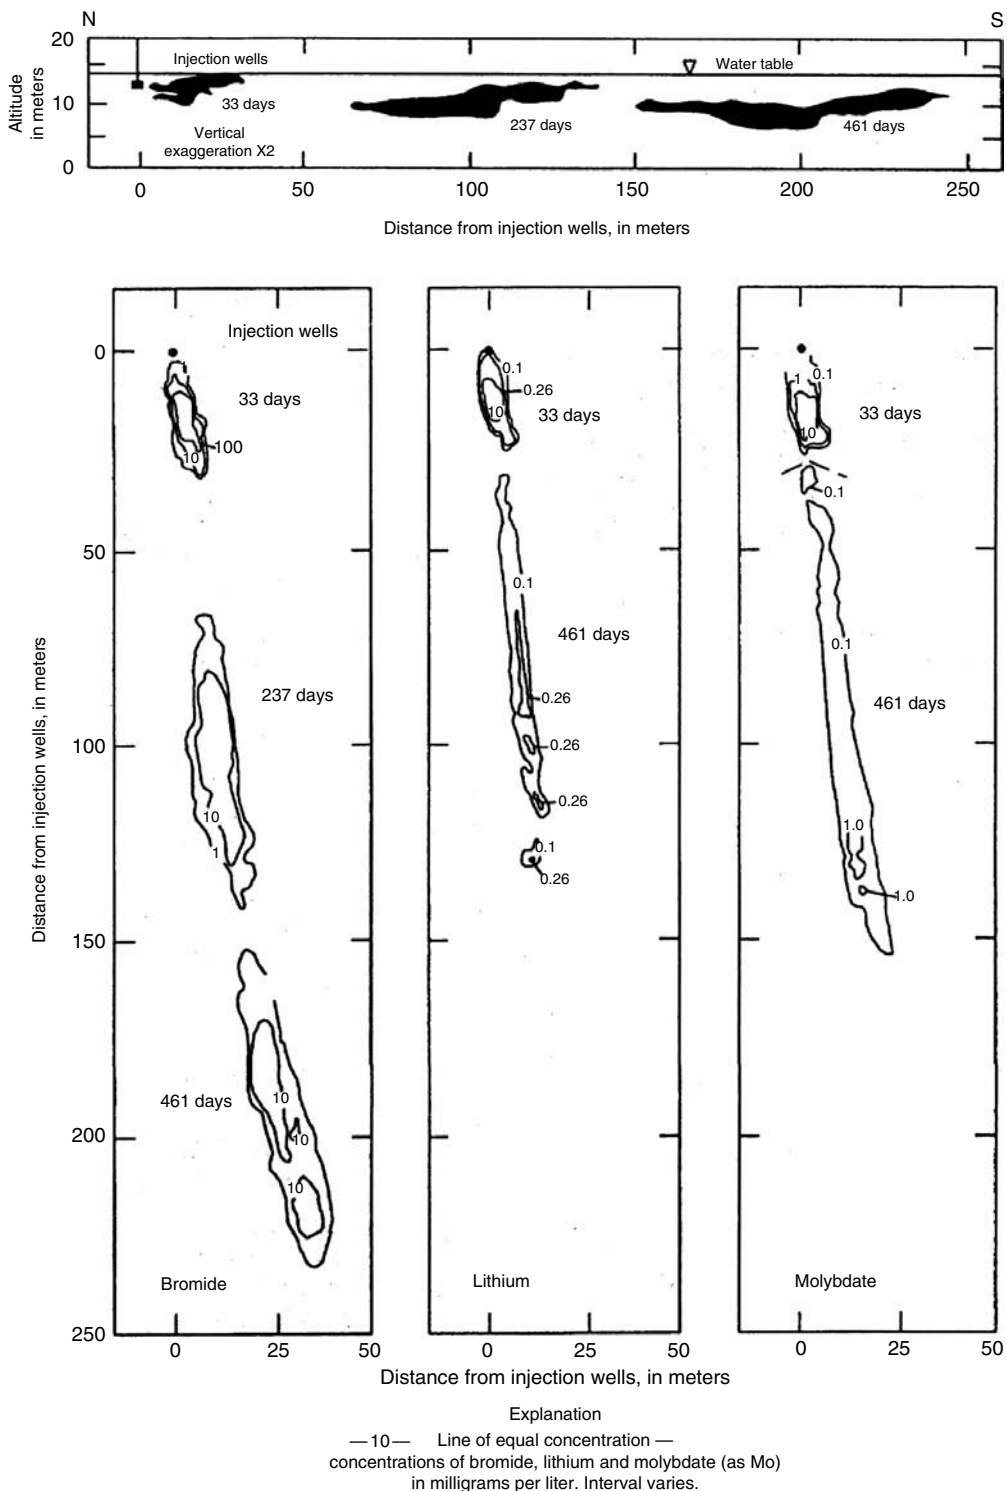 N
S
20
10
0
Altitude
in meters
Injection wells
Water table
33 days
237 days
461 days
Vertical
exaggeration X2
0
50
100
150
200
250
Distance from injection wells, in meters
Distance from injection wells, in meters
0
50
100
150
200
250
Injection wells
1
33 days
100
10
237 days
10
1
461 days
10
10
10
Bromide
0
25
50
0.1
0.26
10
33 days
0.1
461 days
0.26
0.26
0.26
0.1
0.26
Lithium
0
25
50
1
0.1
33 days
10
0.1
0.1
461 days
1.0
1.0
Molybdate
0
25
50
Distance from injection wells, in meters
Explanation
—10— Line of equal concentration —
concentrations of bromide, lithium and molybdate (as Mo)
in milligrams per liter. Interval varies.